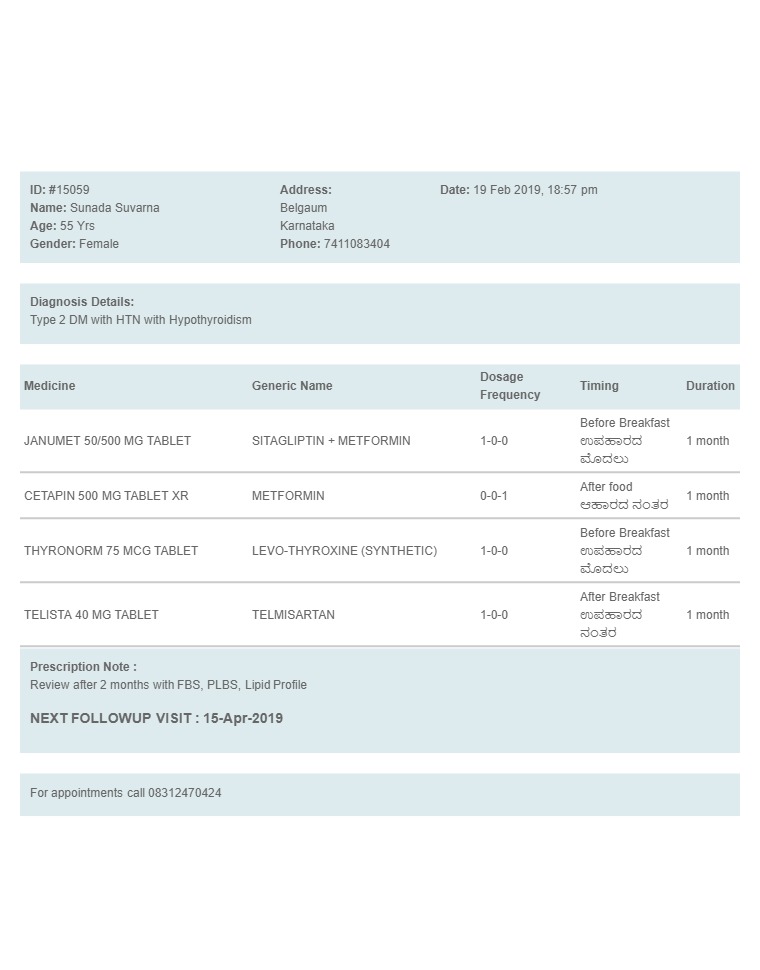 ID: #15059
Name: Sunada Suvarna
Age: 55 Yrs
Gender: Female
Address:
Belgaum
Karnataka
Phone: 7411083404
Date: 19 Feb 2019, 18:57 pm
Diagnosis Details:
Type 2 DM with HTN with Hypothyroidism
Medicine Generic Name Dosage Frequency Timing Duration
JANUMET 50/500 MG TABLET SITAGLIPTIN + METFORMIN 1-0-0 Before Breakfast ಉಪಹಾರದ ಮೊದಲು 1 month
CETAPIN 500 MG TABLET XR METFORMIN 0-0-1 After food ಆಹಾರದ ನಂತರ 1 month
THYRONORM 75 MCG TABLET LEVO-THYROXINE (SYNTHETIC) 1-0-0 Before Breakfast ಉಪಹಾರದ ಮೊದಲು 1 month
TELISTA 40 MG TABLET TELMISARTAN 1-0-0 After Breakfast ಉಪಹಾರದ ನಂತರ 1 month
Prescription Note :
Review after 2 months with FBS, PLBS, Lipid Profile
NEXT FOLLOWUP VISIT : 15-Apr-2019
For appointments call 08312470424